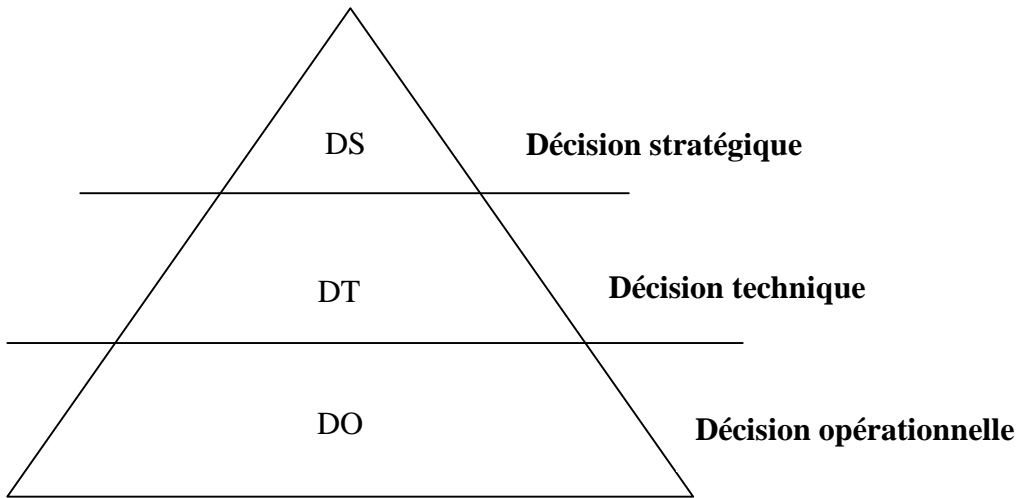 DS Décision stratégique
DT Décision technique
DO Décision opérationnelle